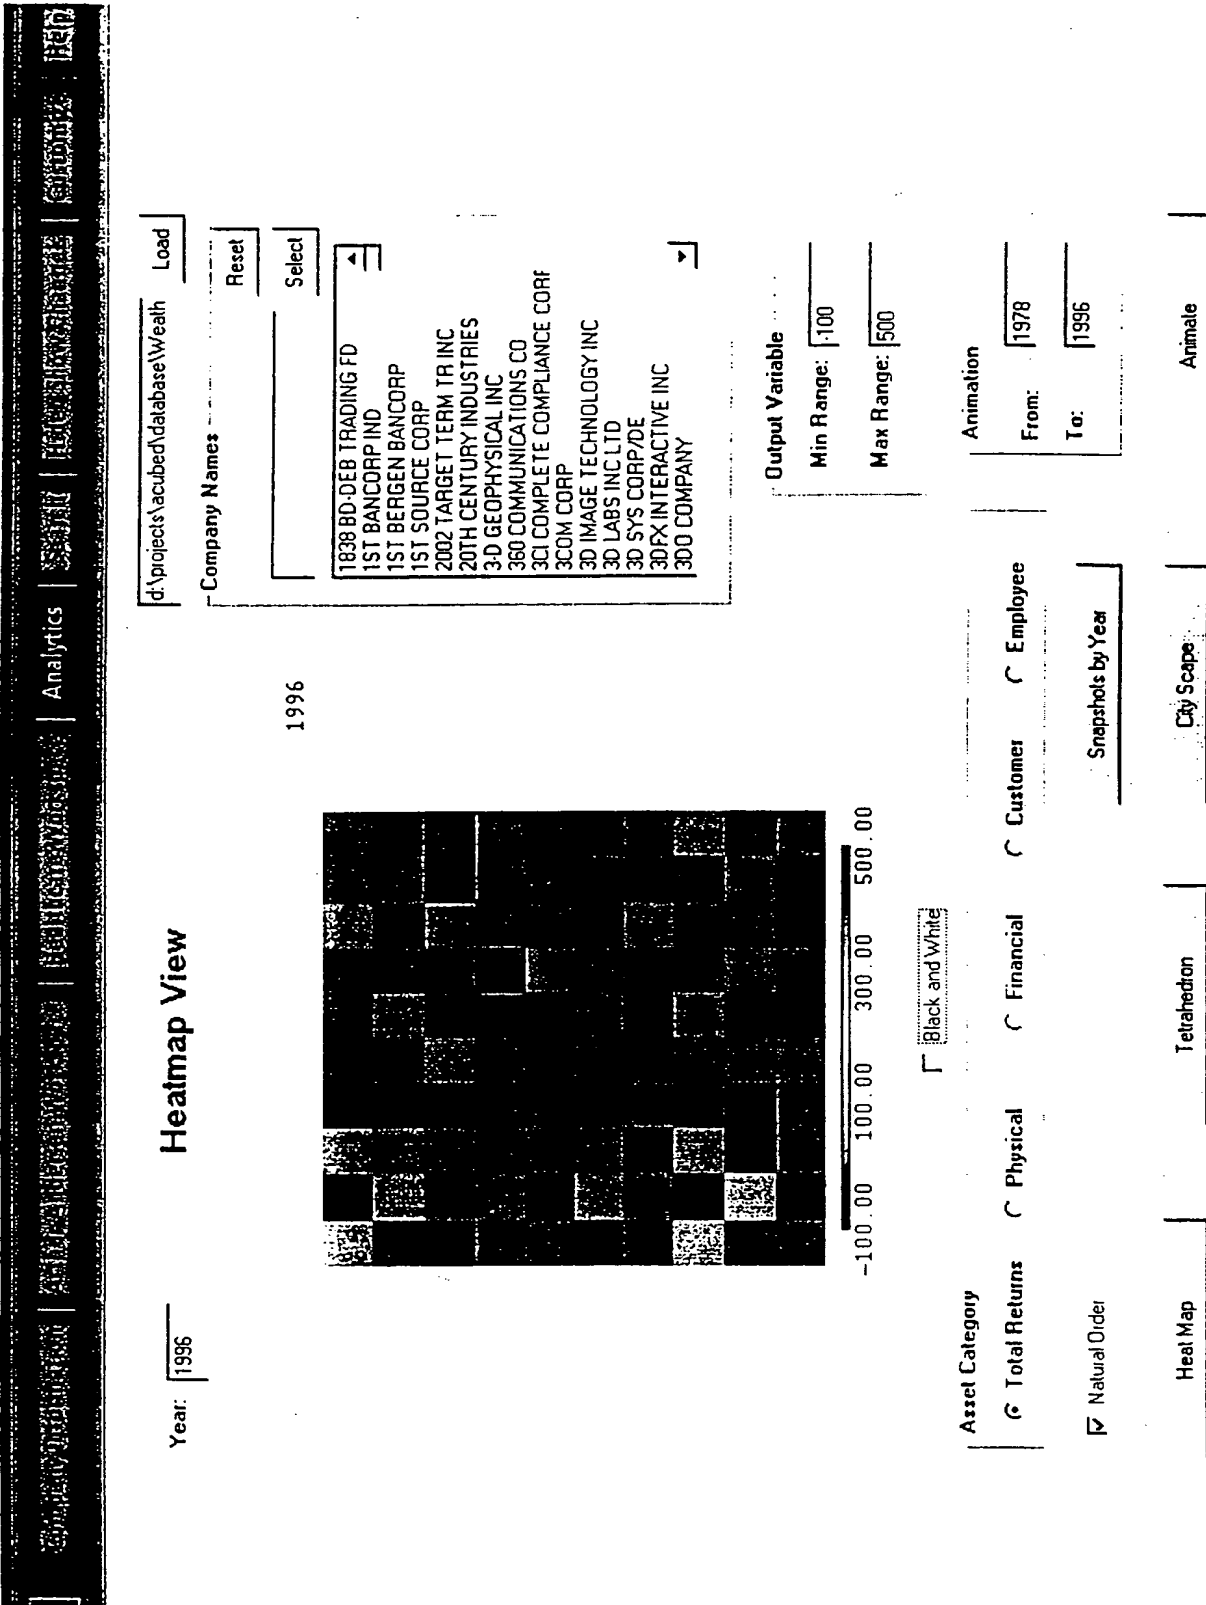 Analytics
Help
Year: 1996
Heatmap View
d:\projects\acubed\database\Weath
Load
Company Names
Reset
Select
1996
1838 BD-DEB TRADING FD
1ST BANCORP IND
1ST BERGEN BANCORP
1ST SOURCE CORP
2002 TARGET TERM TR INC
20TH CENTURY INDUSTRIES
3-D GEOPHYSICAL INC
360 COMMUNICATIONS CO
3CI COMPLETE COMPLIANCE CORF
3COM CORP
3D IMAGE TECHNOLOGY INC
3D LABS INC LTD
3D SYS CORP/DE
3DFX INTERACTIVE INC
3DO COMPANY
-100.00 100.00 300.00 500.00
Black and White
Output Variable
Min Range: -100
Max Range: 500
Asset Category
Total Returns
Physical
Financial
Customer
Employee
Animation
From: 1978
To: 1996
Natural Order
Snapshots by Year
Heat Map
Tetrahedron
City Scape
Animate